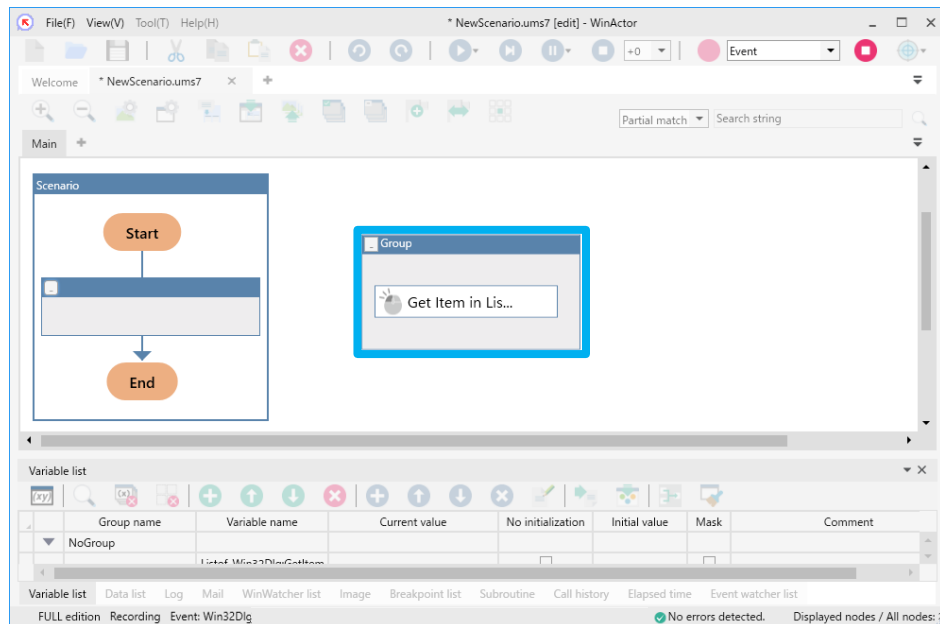 File(F) View(V) Tool(T) Help(H) * NewScenario.ums7 [edit] - WinActor
+0 Event
Welcome * NewScenario.ums7
Partial match Search string
Main
Scenario
Start
End
Group
Get Item in Lis...
Variable list
Group name Variable name Current value No initialization Initial value Mask Comment
NoGroup
Listof_Win32Dlg:GetItem
Variable list Data list Log Mail WinWatcher list Image Breakpoint list Subroutine Call history Elapsed time Event watcher list
FULL edition Recording Event: Win32Dlg No errors detected. Displayed nodes / All nodes: